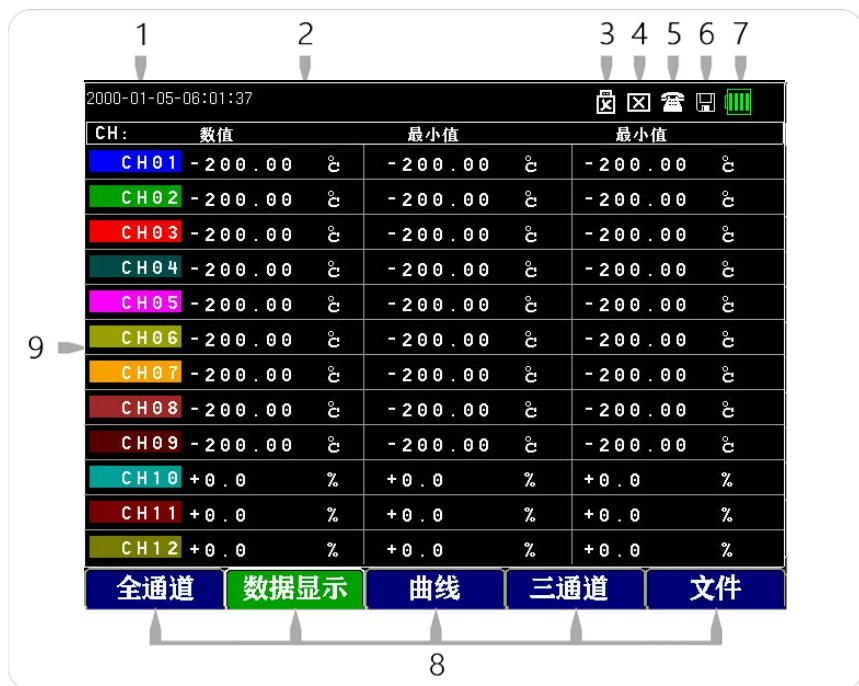 1 2 3 4 5 6 7
2000-01-05-06:01:37
CH: 数值 最小值 最小值
CH01 -200.00 ℃ -200.00 ℃ -200.00 ℃
CH02 -200.00 ℃ -200.00 ℃ -200.00 ℃
CH03 -200.00 ℃ -200.00 ℃ -200.00 ℃
CH04 -200.00 ℃ -200.00 ℃ -200.00 ℃
CH05 -200.00 ℃ -200.00 ℃ -200.00 ℃
CH06 -200.00 ℃ -200.00 ℃ -200.00 ℃
9
CH07 -200.00 ℃ -200.00 ℃ -200.00 ℃
CH08 -200.00 ℃ -200.00 ℃ -200.00 ℃
CH09 -200.00 ℃ -200.00 ℃ -200.00 ℃
CH10 +0.0 % +0.0 % +0.0 %
CH11 +0.0 % +0.0 % +0.0 %
CH12 +0.0 % +0.0 % +0.0 %
全通道 数据显示 曲线 三通道 文件
8